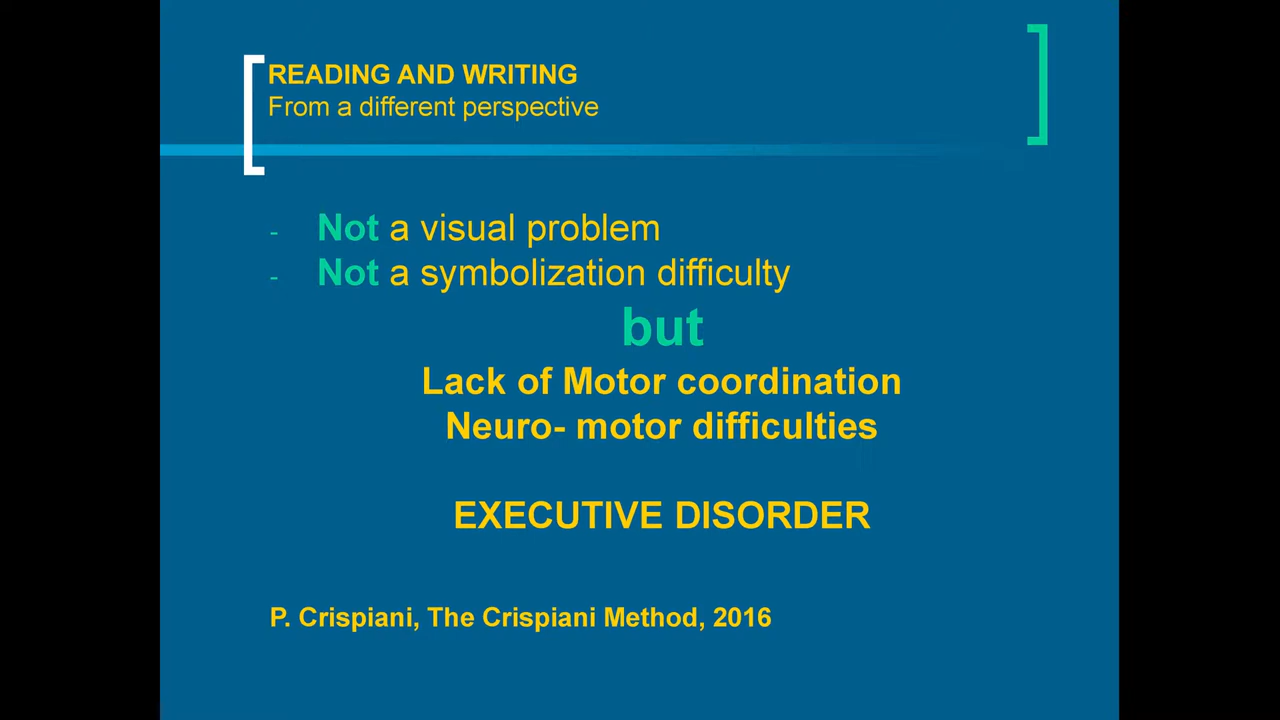 READING AND WRITING
From a different perspective
- Not a visual problem
- Not a symbolization difficulty
but
Lack of Motor coordination
Neuro- motor difficulties
EXECUTIVE DISORDER
P. Crispiani, The Crispiani Method, 2016